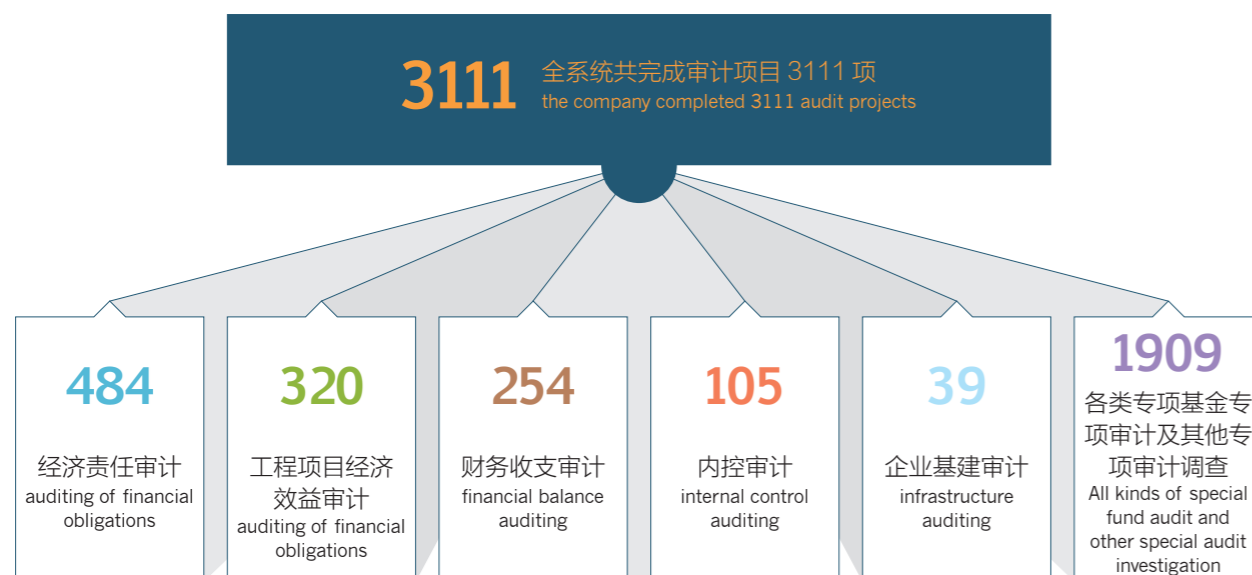 3111
全系统共完成审计项目 3111 项
the company completed 3111 audit projects
484
经济责任审计
auditing of financial
obligations
320
工程项目经济
效益审计
auditing of financial
obligations
254
财务收支审计
financial balance
auditing
105
内控审计
internal control
auditing
39
企业基建审计
infrastructure
auditing
1909
各类专项基金专
项审计及其他专
项审计调查
All kinds of special
fund audit and
other special audit
investigation